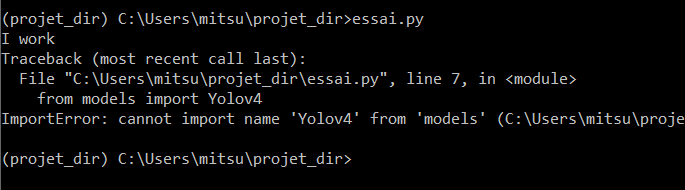 (projet_dir) C:\Users\mitsu\projet_dir>essai.py
I work
Traceback (most recent call last):
  File "C:\Users\mitsu\projet_dir\essai.py", line 7, in <module>
    from models import Yolov4
ImportError: cannot import name 'Yolov4' from 'models' (C:\Users\mitsu\proje
(projet_dir) C:\Users\mitsu\projet_dir>